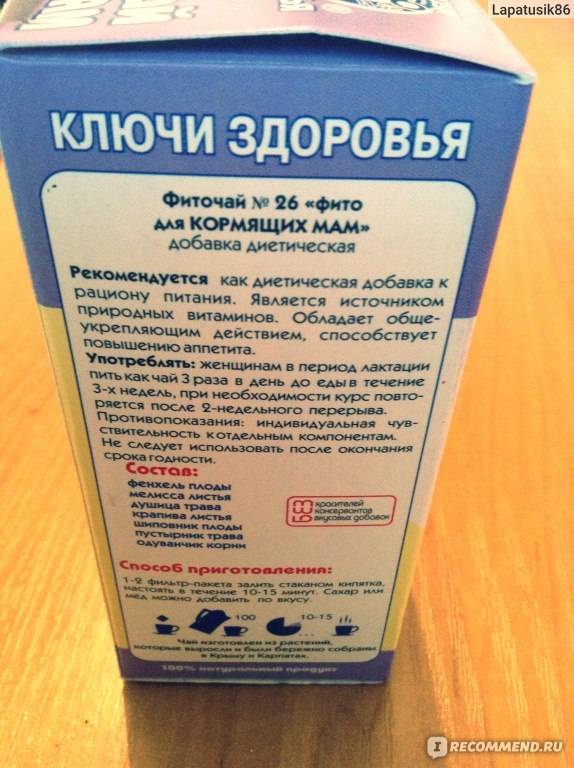 Lapatusik86
КЛЮЧИ ЗДОРОВЬЯ
Фиточай № 26 «фито
для КОРМЯЩИХ МАМ»
добавка диетическая
Рекомендуется как диетическая добавка к
рациону питания. Является источником
природных витаминов. Обладает обще-
укрепляющим действием, способствует
повышению аппетита.
Употреблять: женщинам в период лактации
пить как чай 3 раза в день до еды в течение
3-х недель, при необходимости курс повто-
ряется после 2-недельного перерыва.
Противопоказания: индивидуальная чув-
ствительность к отдельным компонентам.
Не следует использовать после окончания
срока годности.
Состав:
фенхель плоды
мелисса листья
душица трава
крапива листья
шиповник плоды
пустырник трава
одуванчик корни
БЕЗ
красителей
консервантов
вкусовых добавок
Способ приготовления:
1-2 фильтр-пакета залить стаканом кипятка,
настоять в течение 10-15 минут. Сахар или
мед можно добавить по вкусу.
100 10-15
Чай изготовлен из растений,
которые выросли и были бережно собраны
в Крыму и Карпатах.
100% натуральный продукт
I RECOMMEND.RU